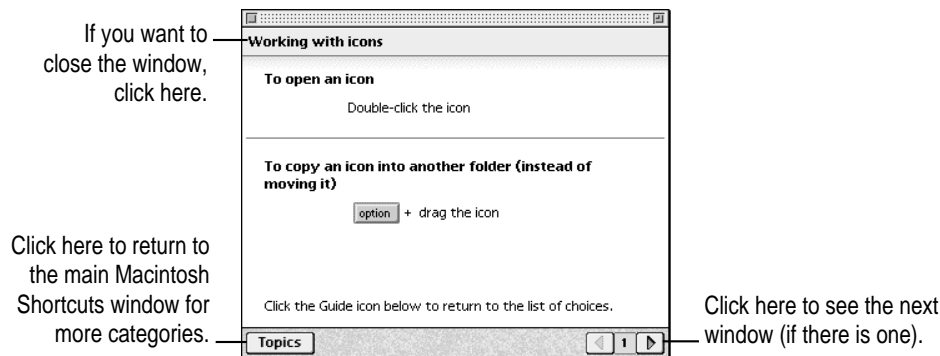 If you want to
close the window,
click here.
Working with icons
To open an icon
Double-click the icon
To copy an icon into another folder (instead of
moving it)
option + drag the icon
Click here to return to
the main Macintosh
Shortcuts window for
more categories.
Click the Guide icon below to return to the list of choices.
Topics
1
Click here to see the next
window (if there is one).